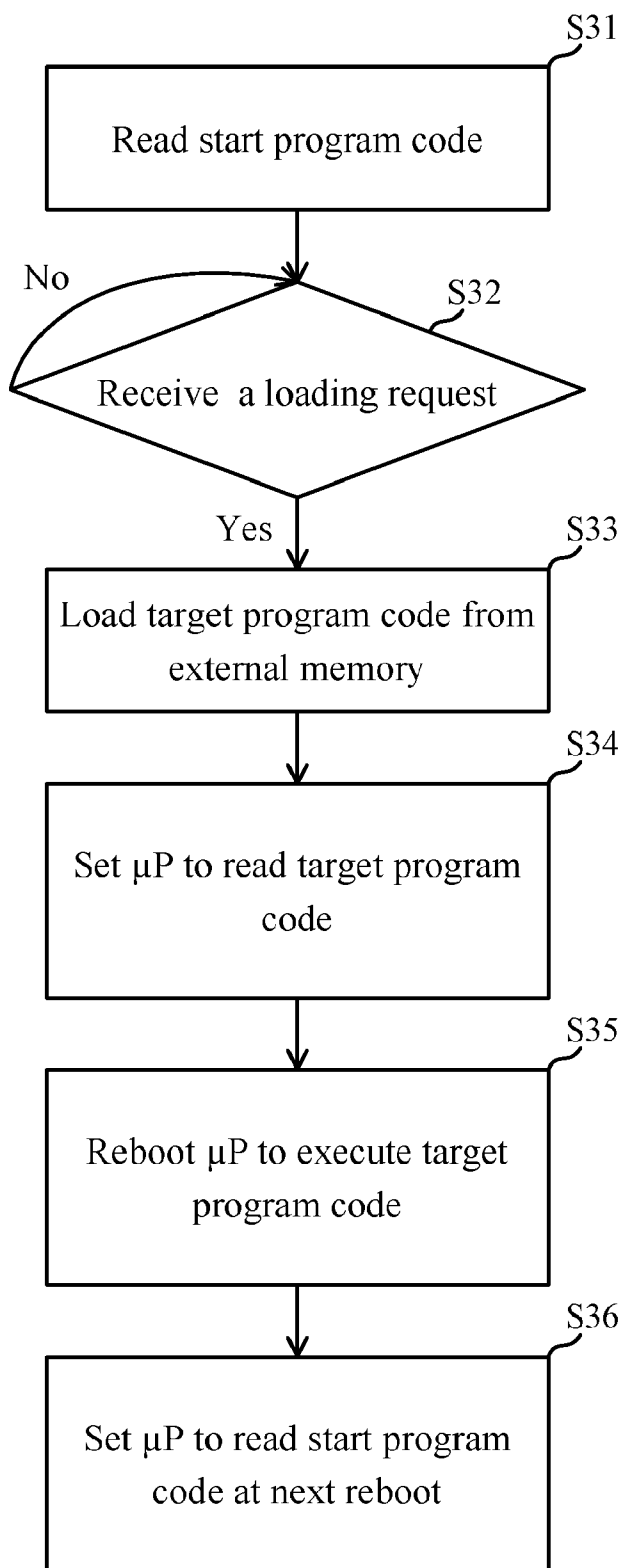 S31
Read start program code
No
S32
Receive a loading request
Yes
S33
Load target program code from
external memory
S34
Set µP to read target program
code
S35
Reboot µP to execute target
program code
S36
Set µP to read start program
code at next reboot